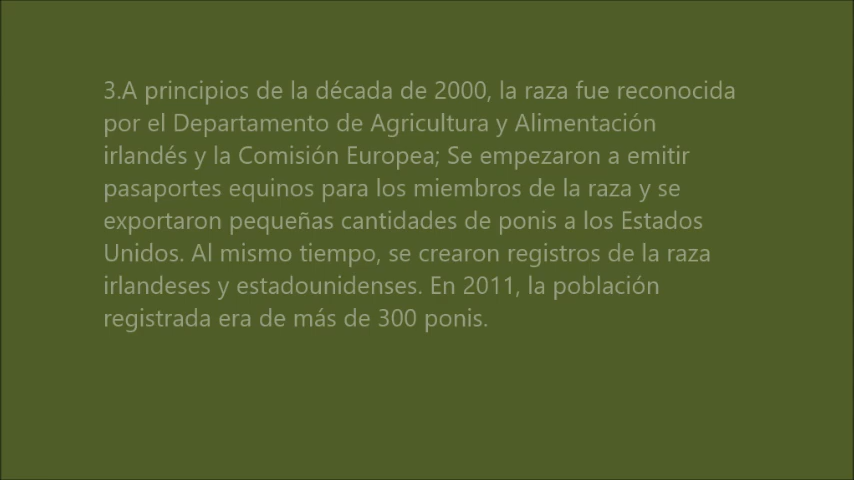 3.A principios de la década de 2000, la raza fue reconocida
por el Departamento de Agricultura y Alimentación
irlandés y la Comisión Europea; Se empezaron a emitir
pasaportes equinos para los miembros de la raza y se
exportaron pequeñas cantidades de ponis a los Estados
Unidos. Al mismo tiempo, se crearon registros de la raza
irlandeses y estadounidenses. En 2011, la población
registrada era de más de 300 ponis.